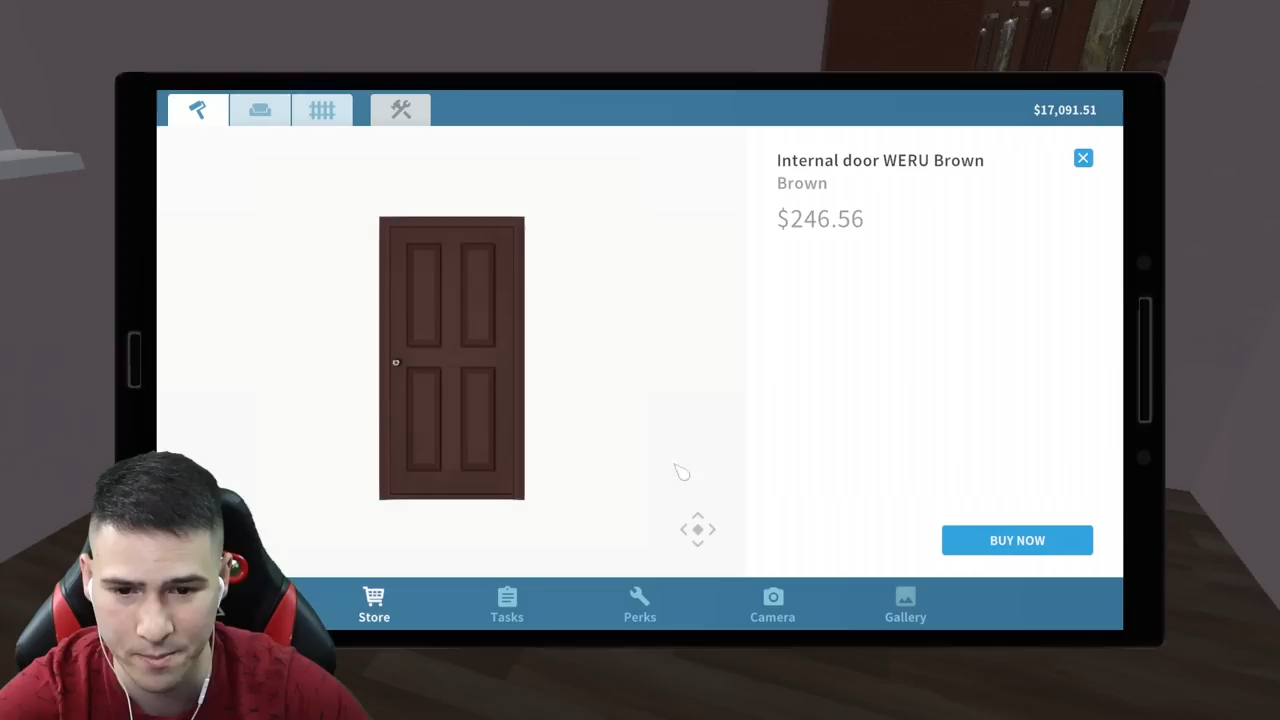 $17,091.51
Internal door WERU Brown
Brown
$246.56
BUY NOW
Store
Tasks
Perks
Camera
Gallery